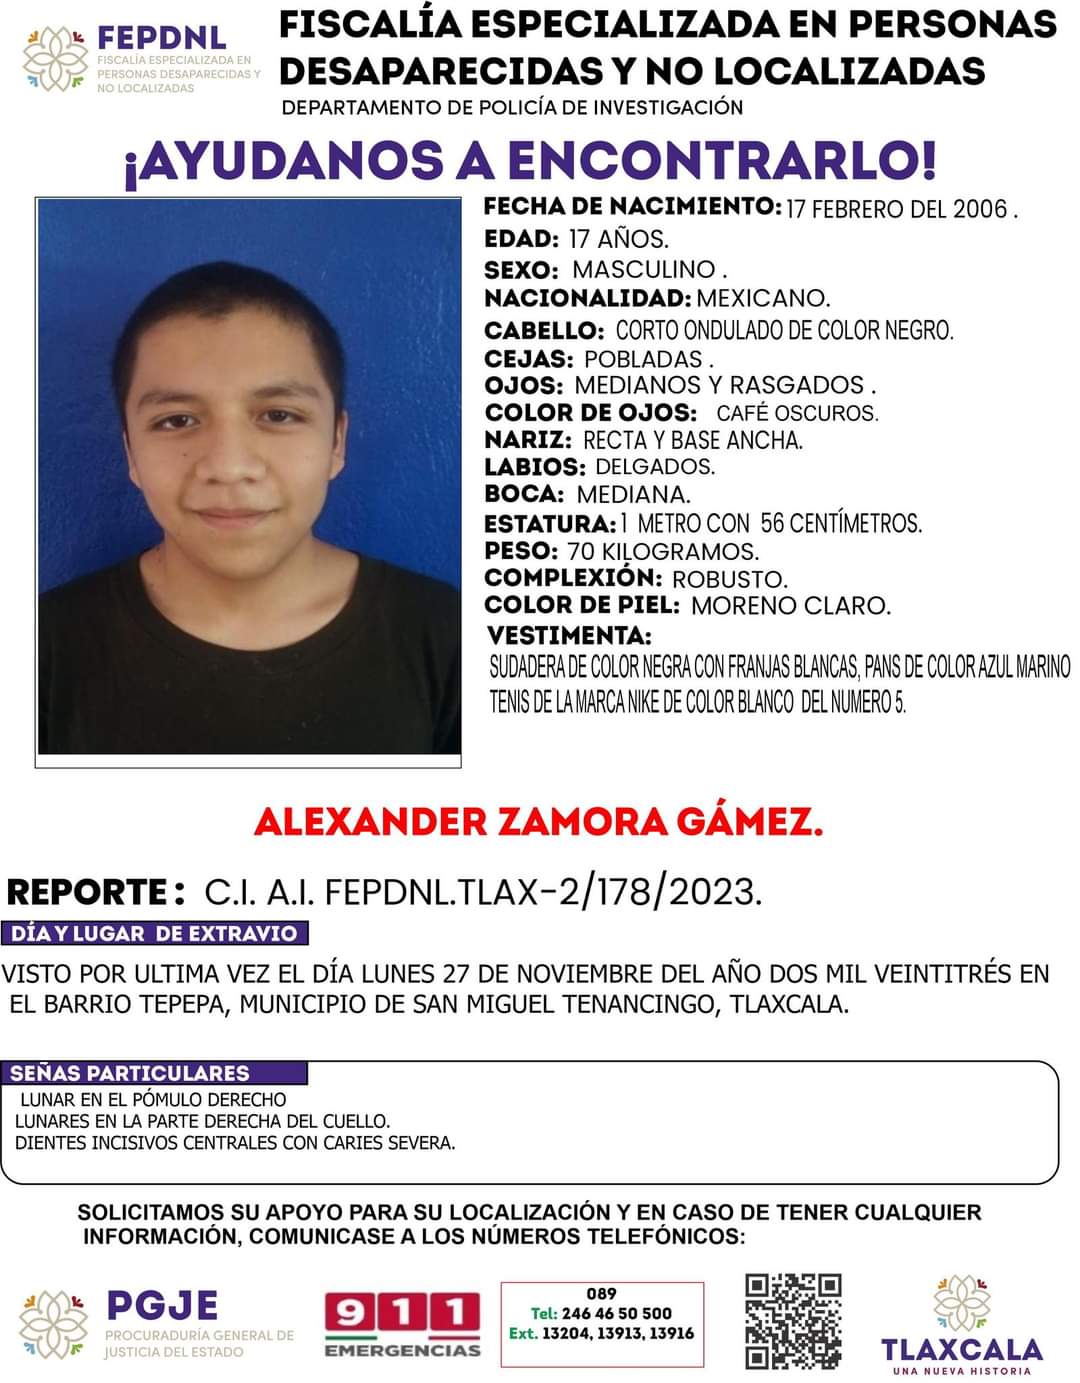 FEPDNL
FISCALÍA ESPECIALIZADA EN
PERSONAS DESAPARECIDAS Y
NO LOCALIZADAS
FISCALÍA ESPECIALIZADA EN PERSONAS
DESAPARECIDAS Y NO LOCALIZADAS
DEPARTAMENTO DE POLICÍA DE INVESTIGACIÓN
¡AYUDANOS A ENCONTRARLO!
FECHA DE NACIMIENTO: 17 FEBRERO DEL 2006 .
EDAD: 17 AÑOS.
SEXO: MASCULINO .
NACIONALIDAD: MEXICANO.
CABELLO: CORTO ONDULADO DE COLOR NEGRO.
CEJAS: POBLADAS .
OJOS: MEDIANOS Y RASGADOS .
COLOR DE OJOS: CAFÉ OSCUROS.
NARIZ: RECTA Y BASE ANCHA.
LABIOS: DELGADOS.
BOCA: MEDIANA.
ESTATURA: 1 METRO CON 56 CENTÍMETROS.
PESO: 70 KILOGRAMOS.
COMPLEXIÓN: ROBUSTO.
COLOR DE PIEL: MORENO CLARO.
VESTIMENTA:
SUDADERA DE COLOR NEGRA CON FRANJAS BLANCAS, PANS DE COLOR AZUL MARINO
TENIS DE LA MARCA NIKE DE COLOR BLANCO DEL NUMERO 5.
ALEXANDER ZAMORA GÁMEZ.
REPORTE: C.I. A.I. FEPDNL.TLAX-2/178/2023.
DÍA Y LUGAR DE EXTRAVIO
VISTO POR ULTIMA VEZ EL DÍA LUNES 27 DE NOVIEMBRE DEL AÑO DOS MIL VEINTITRÉS EN
EL BARRIO TEPEPA, MUNICIPIO DE SAN MIGUEL TENANCINGO, TLAXCALA.
SEÑAS PARTICULARES
LUNAR EN EL PÓMULO DERECHO
LUNARES EN LA PARTE DERECHA DEL CUELLO.
DIENTES INCISIVOS CENTRALES CON CARIES SEVERA.
SOLICITAMOS SU APOYO PARA SU LOCALIZACIÓN Y EN CASO DE TENER CUALQUIER
INFORMACIÓN, COMUNICASE A LOS NÚMEROS TELEFÓNICOS:
PGJE
PROCURADURÍA GENERAL DE
JUSTICIA DEL ESTADO
911
EMERGENCIAS
089
Tel: 246 46 50 500
Ext. 13204, 13913, 13916
TLAXCALA
UNA NUEVA HISTORIA